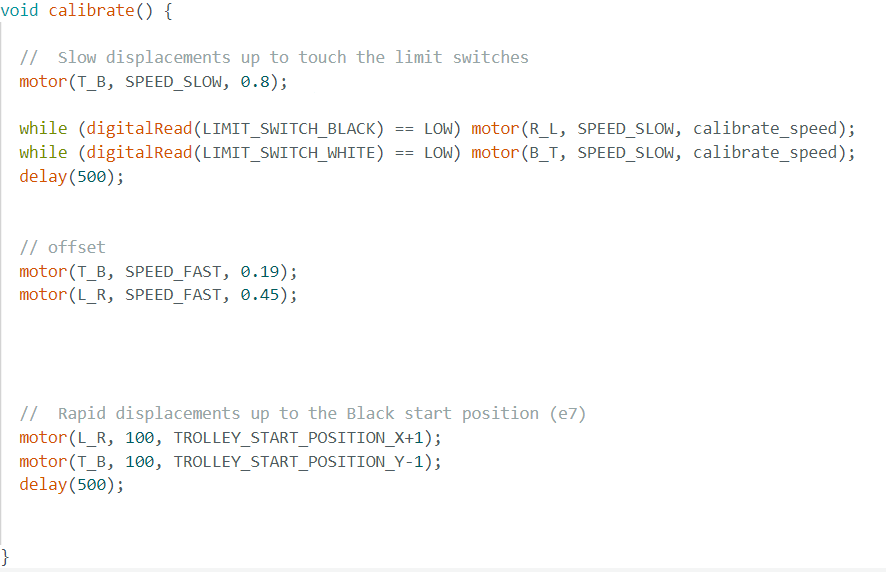 void calibrate() {
//  Slow displacements up to touch the limit switches
motor(T_B, SPEED_SLOW, 0.8);
while (digitalRead(LIMIT_SWITCH_BLACK) == LOW) motor(R_L, SPEED_SLOW, calibrate_speed);
while (digitalRead(LIMIT_SWITCH_WHITE) == LOW) motor(B_T, SPEED_SLOW, calibrate_speed);
delay(500);
// offset
motor(T_B, SPEED_FAST, 0.19);
motor(L_R, SPEED_FAST, 0.45);
//  Rapid displacements up to the Black start position (e7)
motor(L_R, 100, TROLLEY_START_POSITION_X+1);
motor(T_B, 100, TROLLEY_START_POSITION_Y-1);
delay(500);
}